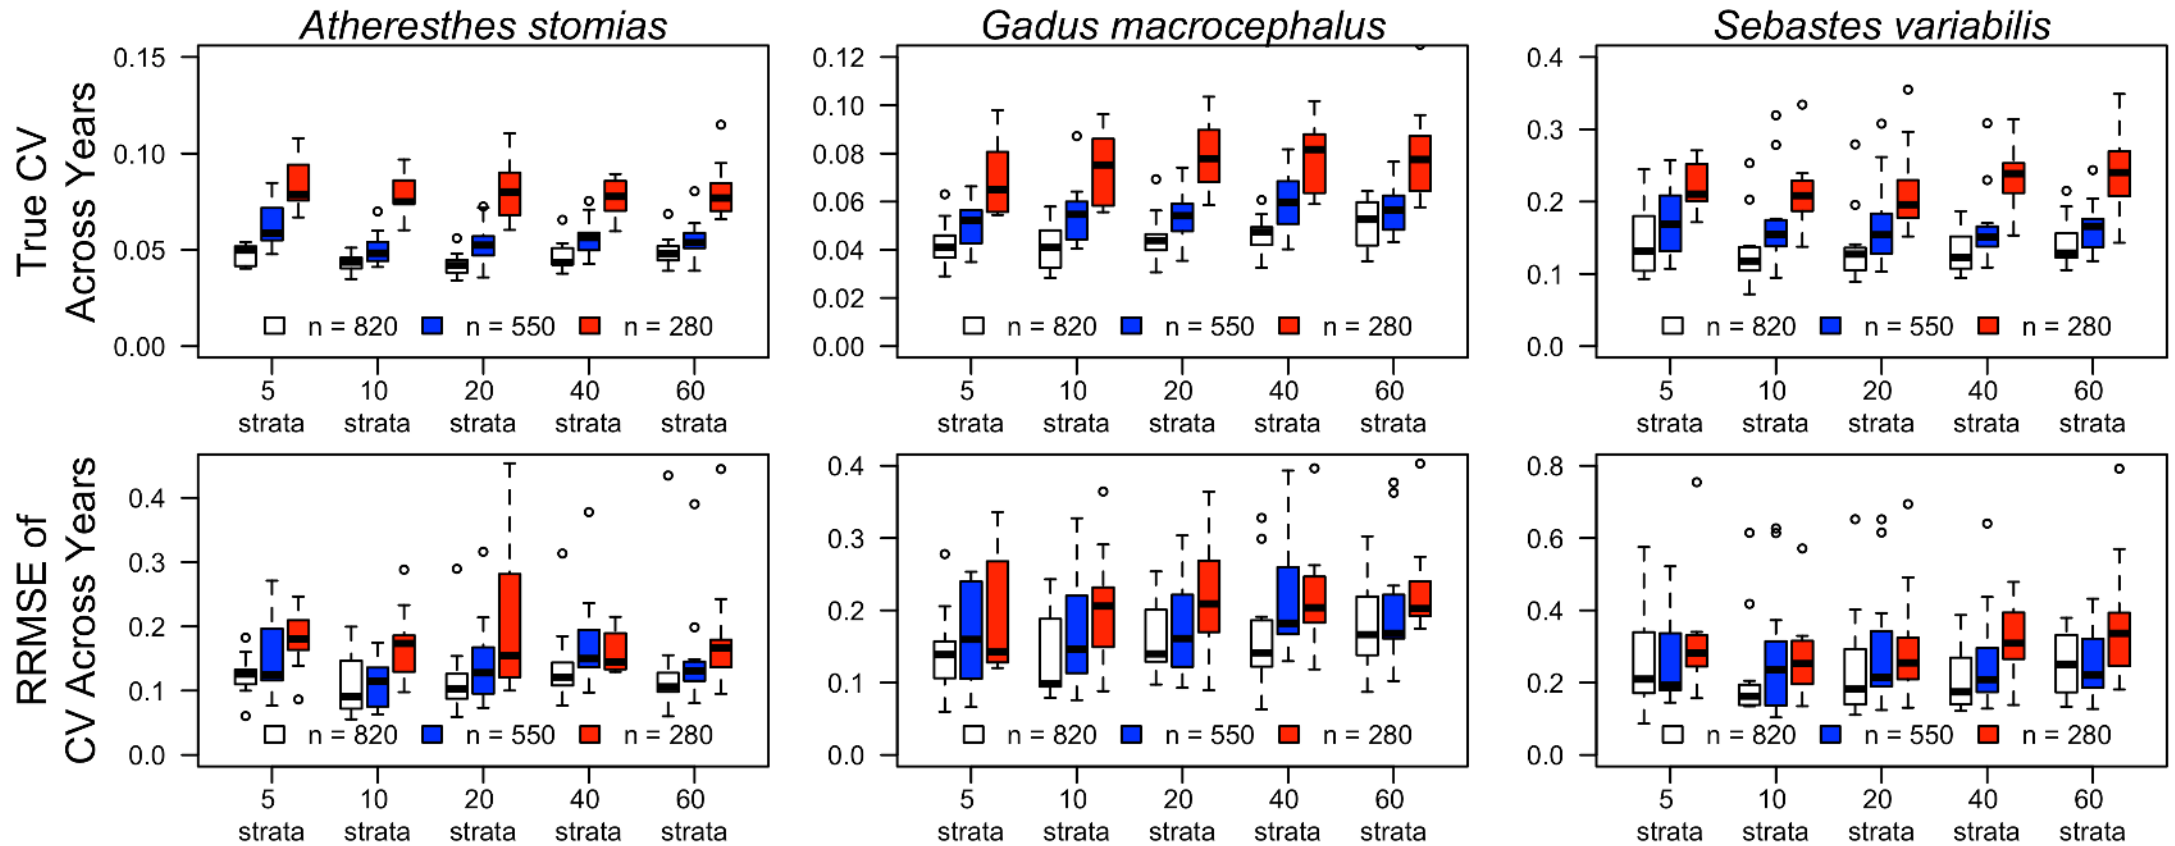 Atheresthes stomias
Gadus macrocephalus
Sebastes variabilis
True CV
Across Years
0.15
0.10
0.05
0.00
n = 820
n = 550
n = 280
5
strata
10
strata
20
strata
40
strata
60
strata
0.12
0.10
0.08
0.06
0.04
0.02
0.00
n = 820
n = 550
n = 280
5
strata
10
strata
20
strata
40
strata
60
strata
0.4
0.3
0.2
0.1
0.0
n = 820
n = 550
n = 280
5
strata
10
strata
20
strata
40
strata
60
strata
RRMSE of
CV Across Years
0.4
0.3
0.2
0.1
0.0
n = 820
n = 550
n = 280
5
strata
10
strata
20
strata
40
strata
60
strata
0.4
0.3
0.2
0.1
0.0
n = 820
n = 550
n = 280
5
strata
10
strata
20
strata
40
strata
60
strata
0.8
0.6
0.4
0.2
0.0
n = 820
n = 550
n = 280
5
strata
10
strata
20
strata
40
strata
60
strata